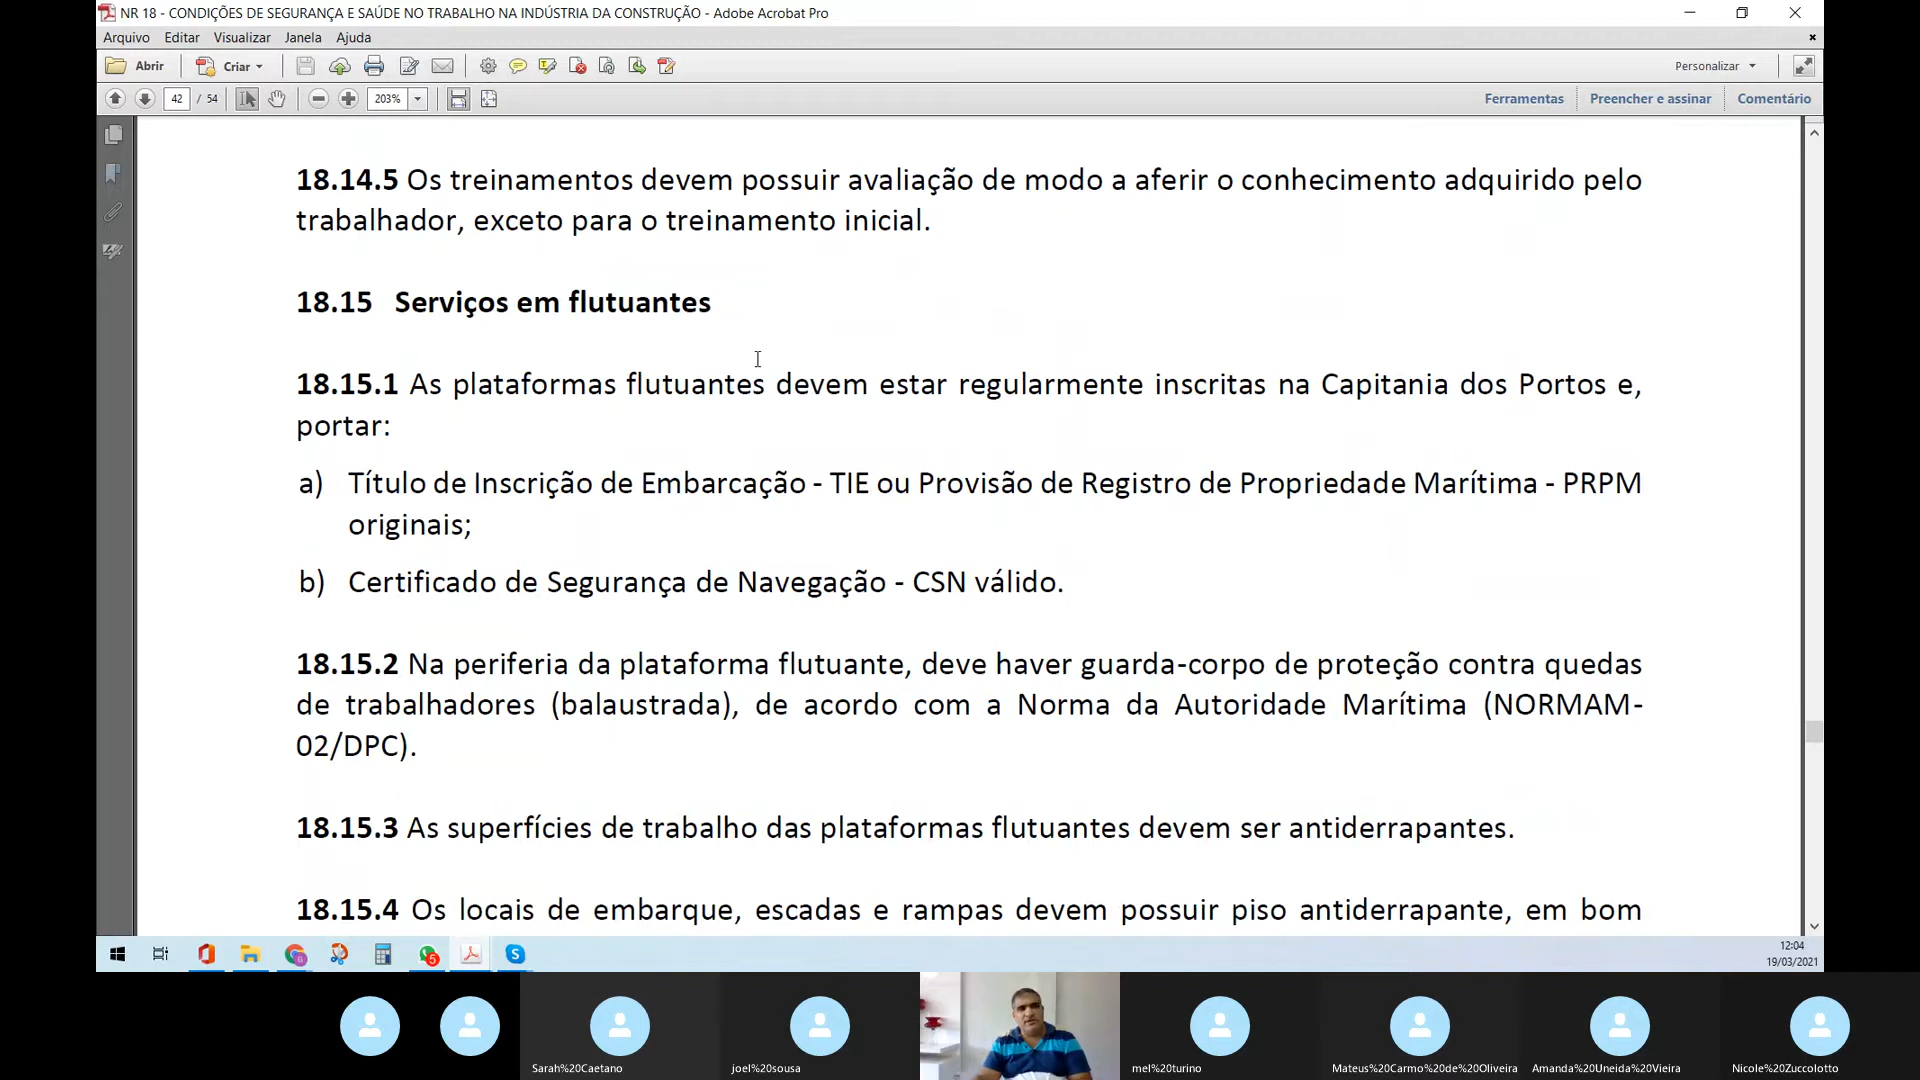 NR 18 - CONDIÇÕES DE SEGURANÇA E SAÚDE NO TRABALHO NA INDÚSTRIA DA CONSTRUÇÃO - Adobe Acrobat Pro
Arquivo Editar Visualizar Janela Ajuda
Abrir Criar Personalizar
42 / 54 203% Ferramentas Preencher e assinar Comentário
18.14.5 Os treinamentos devem possuir avaliação de modo a aferir o conhecimento adquirido pelo
trabalhador, exceto para o treinamento inicial.
18.15 Serviços em flutuantes
18.15.1 As plataformas flutuantes devem estar regularmente inscritas na Capitania dos Portos e,
portar:
a) Título de Inscrição de Embarcação - TIE ou Provisão de Registro de Propriedade Marítima - PRPM
originais;
b) Certificado de Segurança de Navegação - CSN válido.
18.15.2 Na periferia da plataforma flutuante, deve haver guarda-corpo de proteção contra quedas
de trabalhadores (balaustrada), de acordo com a Norma da Autoridade Marítima (NORMAM-
02/DPC).
18.15.3 As superfícies de trabalho das plataformas flutuantes devem ser antiderrapantes.
18.15.4 Os locais de embarque, escadas e rampas devem possuir piso antiderrapante, em bom
5
12:04
19/03/2021
Sarah%20Caetano joel%20sousa mel%20turino Mateus%20Carmo%20de%20Oliveira Amanda%20Uneida%20Vieira Nicole%20Zuccolotto